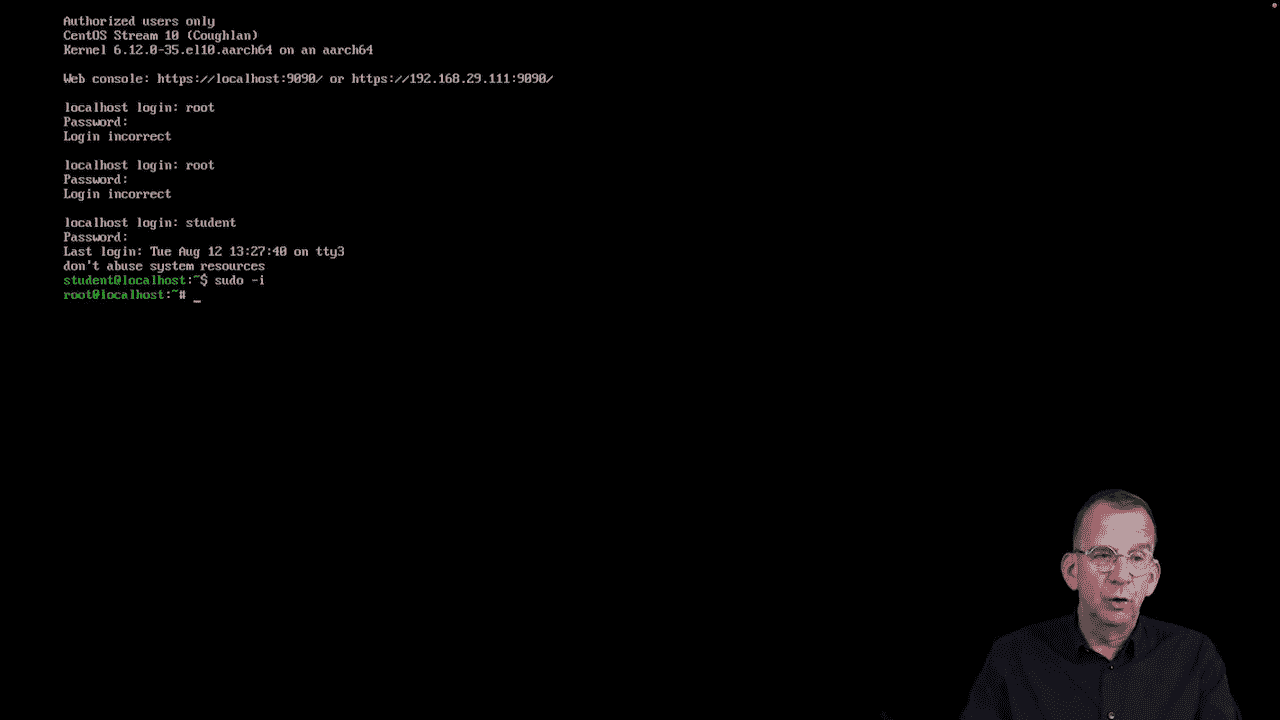 Authorized users only
CentOS Stream 10 (Coughlan)
Kernel 6.12.0-35.el10.aarch64 on an aarch64
Web console: https://localhost:9090/ or https://192.168.29.111:9090/
localhost login: root
Password:
Login incorrect
localhost login: root
Password:
Login incorrect
localhost login: student
Password:
Last login: Tue Aug 12 13:27:40 on tty3
don't abuse system resources
student@localhost:~$ sudo -i
root@localhost:~# _